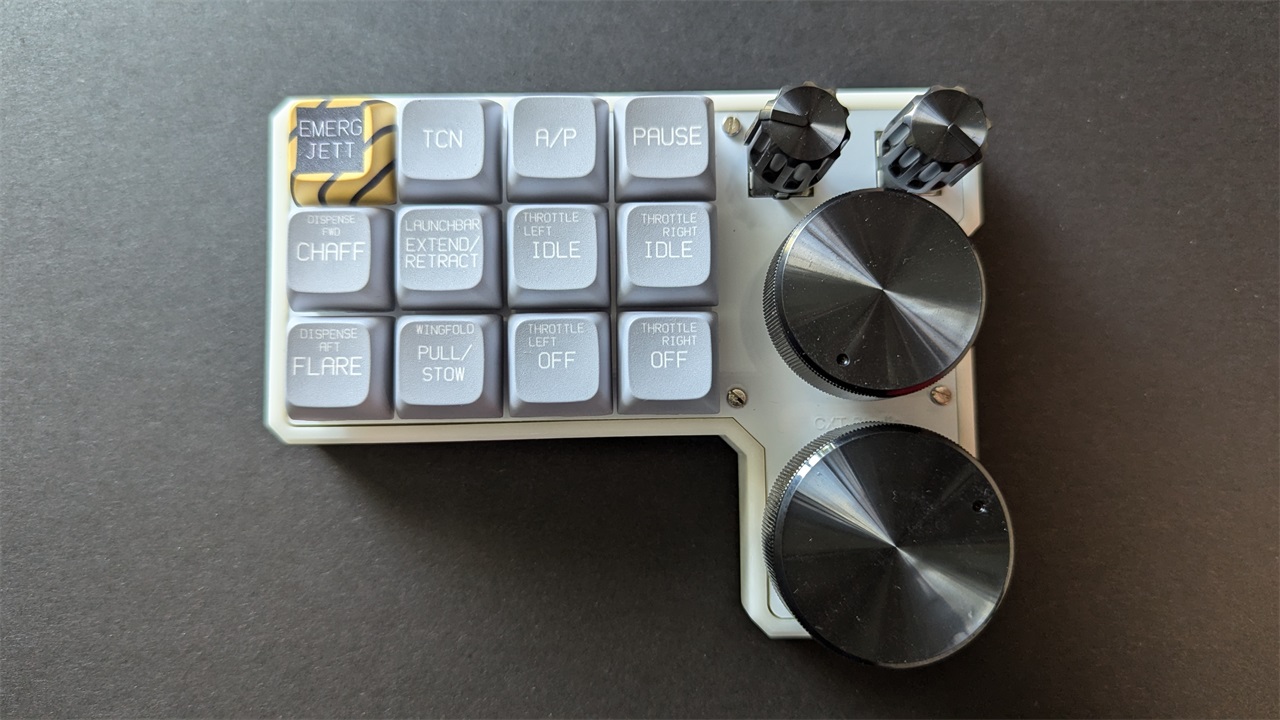 EMERG
JETT
TCN
A/P
PAUSE
DISPENSE
FWD
CHAFF
LAUNCHBAR
EXTEND/
RETRACT
THROTTLE
LEFT
IDLE
THROTTLE
RIGHT
IDLE
DISPENSE
AFT
FLARE
WINGFOLD
PULL/
STOW
THROTTLE
LEFT
OFF
THROTTLE
RIGHT
OFF